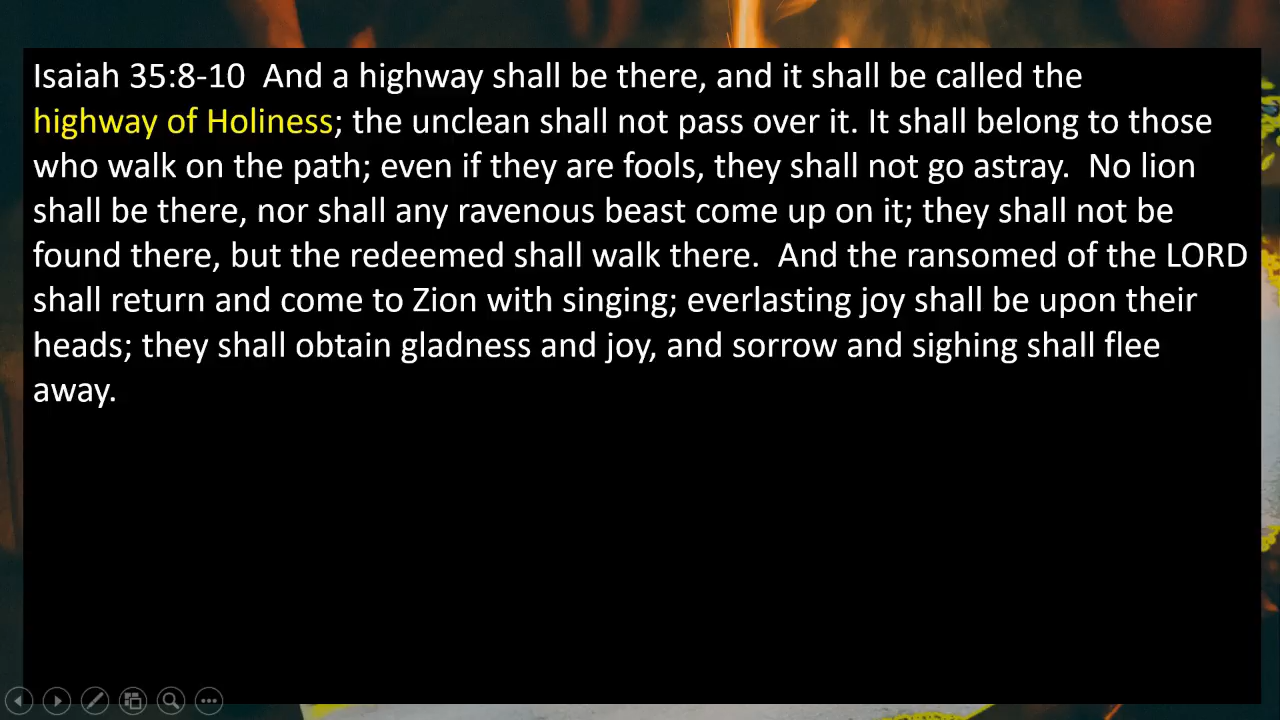 Isaiah 35:8-10  And a highway shall be there, and it shall be called the
highway of Holiness; the unclean shall not pass over it. It shall belong to those
who walk on the path; even if they are fools, they shall not go astray.  No lion
shall be there, nor shall any ravenous beast come up on it; they shall not be
found there, but the redeemed shall walk there.  And the ransomed of the LORD
shall return and come to Zion with singing; everlasting joy shall be upon their
heads; they shall obtain gladness and joy, and sorrow and sighing shall flee
away.